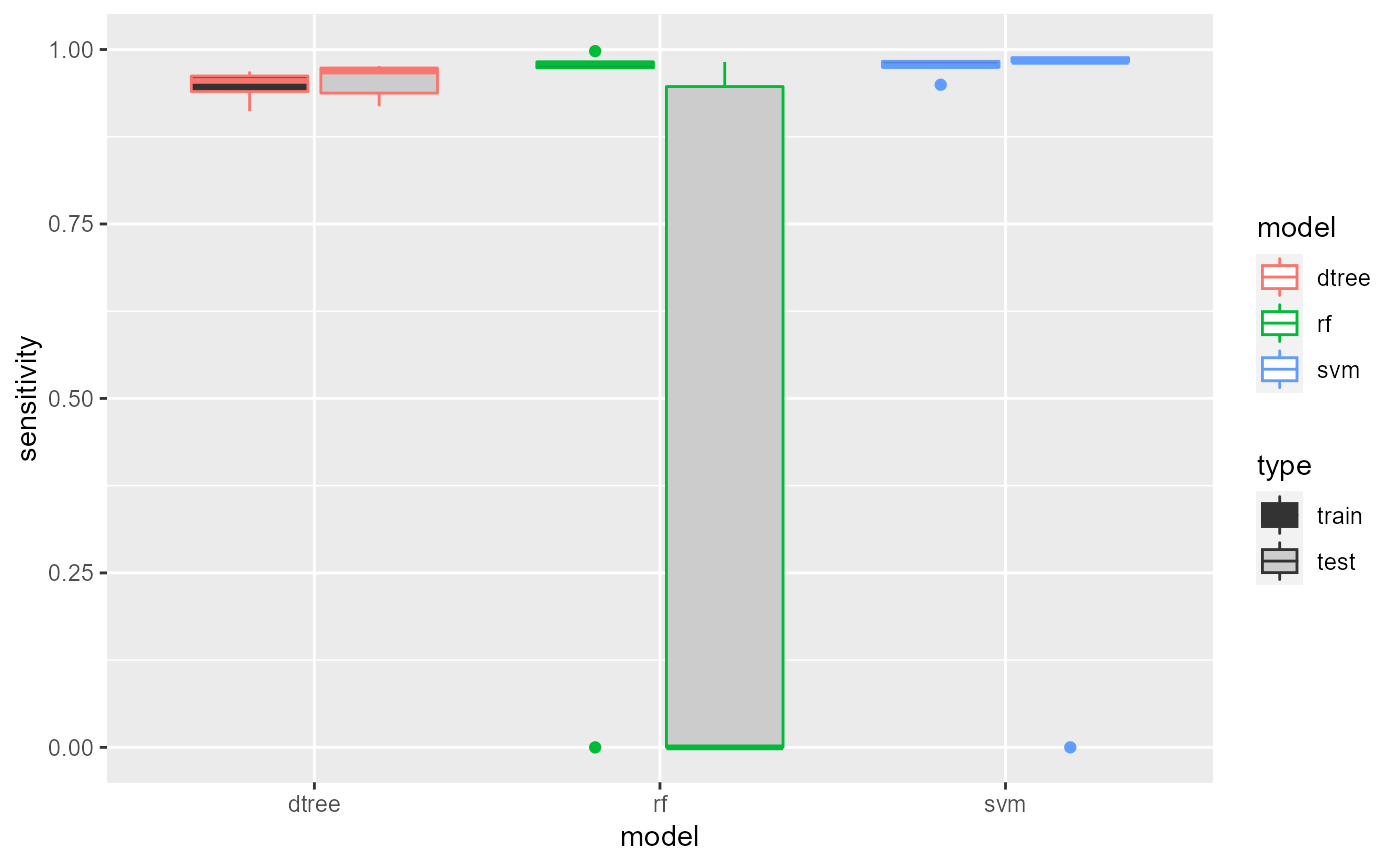 1.00
0.75
0.50
0.25
0.00
sensitivity
dtree
rf
svm
model
model
dtree
rf
svm
type
train
test